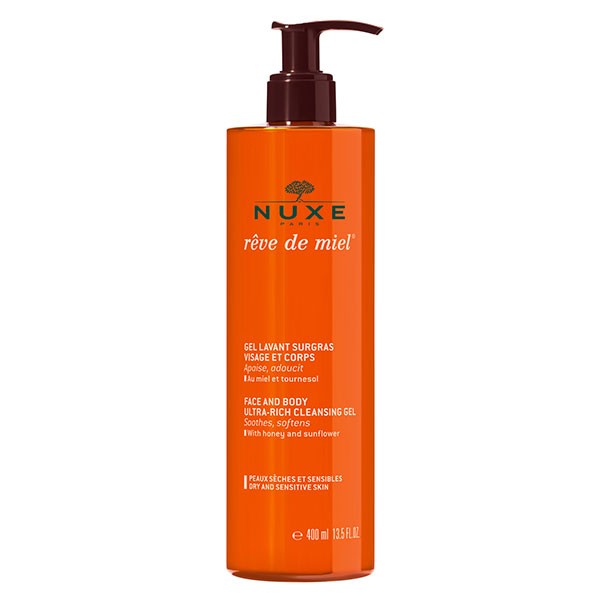 NUXE
PARIS
rêve de miel®
GEL LAVANT SURGRAS
VISAGE ET CORPS
Apaise, adoucit
Au miel et tournesol
FACE AND BODY
ULTRA-RICH CLEANSING GEL
Soothes, softens
With honey and sunflower
PEAUX SÈCHES ET SENSIBLES
DRY AND SENSITIVE SKIN
℮ 400 ml 13.5 FL.OZ.